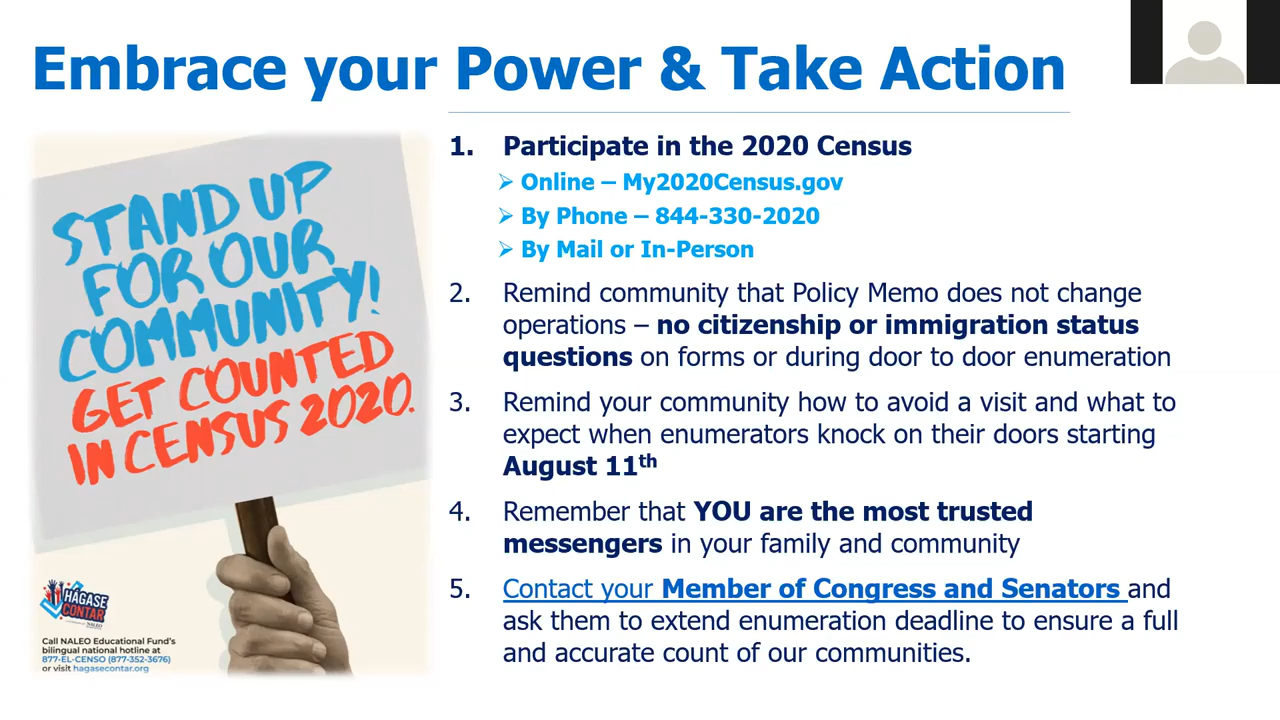 Embrace your Power & Take Action
STAND UP
FOR OUR
COMMUNITY!
GET COUNTED
IN CENSUS 2020.
HÁGASE
CONTAR
NALEO
Call NALEO Educational Fund's
bilingual national hotline at
877-EL-CENSO (877-352-3676)
or visit hagasecontar.org
1. Participate in the 2020 Census
➢ Online – My2020Census.gov
➢ By Phone – 844-330-2020
➢ By Mail or In-Person
2. Remind community that Policy Memo does not change
operations – no citizenship or immigration status
questions on forms or during door to door enumeration
3. Remind your community how to avoid a visit and what to
expect when enumerators knock on their doors starting
August 11th
4. Remember that YOU are the most trusted
messengers in your family and community
5. Contact your Member of Congress and Senators and
ask them to extend enumeration deadline to ensure a full
and accurate count of our communities.